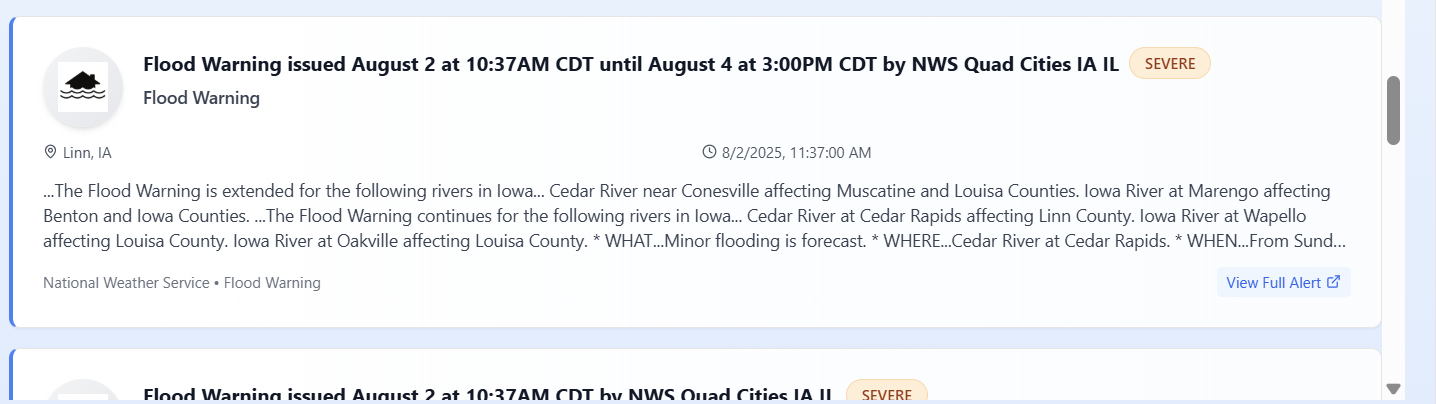 Flood Warning issued August 2 at 10:37AM CDT until August 4 at 3:00PM CDT by NWS Quad Cities IA IL SEVERE
Flood Warning
Linn, IA 8/2/2025, 11:37:00 AM
...The Flood Warning is extended for the following rivers in Iowa... Cedar River near Conesville affecting Muscatine and Louisa Counties. Iowa River at Marengo affecting
Benton and Iowa Counties. ...The Flood Warning continues for the following rivers in Iowa... Cedar River at Cedar Rapids affecting Linn County. Iowa River at Wapello
affecting Louisa County. Iowa River at Oakville affecting Louisa County. * WHAT...Minor flooding is forecast. * WHERE...Cedar River at Cedar Rapids. * WHEN...From Sund...
National Weather Service • Flood Warning View Full Alert
Flood Warning issued August 2 at 10:37AM CDT by NWS Quad Cities IA IL SEVERE